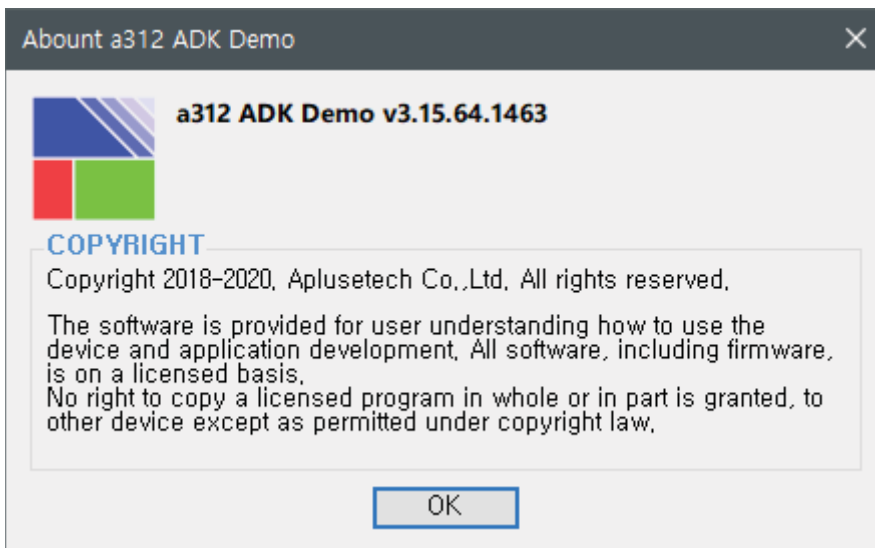 Abount a312 ADK Demo
a312 ADK Demo v3.15.64.1463
COPYRIGHT
Copyright 2018-2020, Aplusetech Co.,Ltd, All rights reserved,
The software is provided for user understanding how to use the
device and application development, All software, including firmware,
is on a licensed basis,
No right to copy a licensed program in whole or in part is granted, to
other device except as permitted under copyright law,
OK